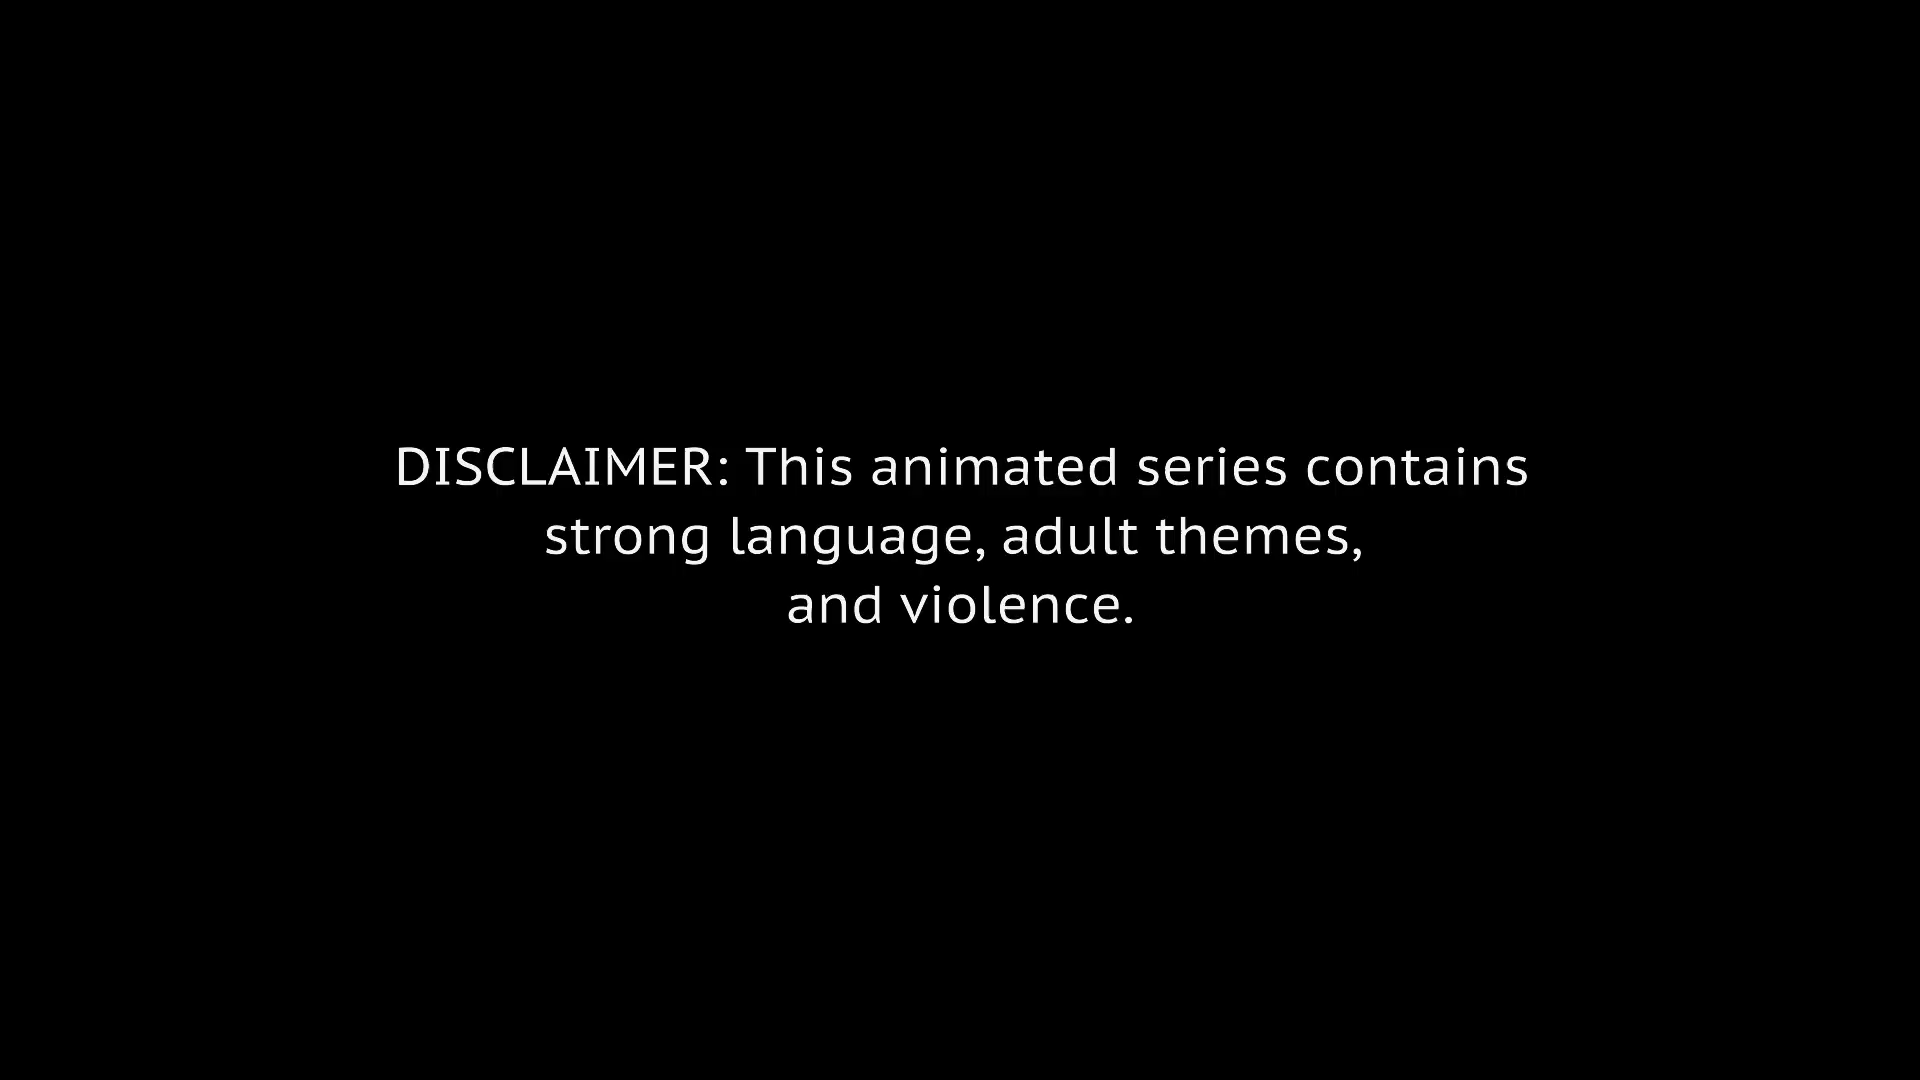 DISCLAIMER: This animated series contains
strong language, adult themes,
and violence.